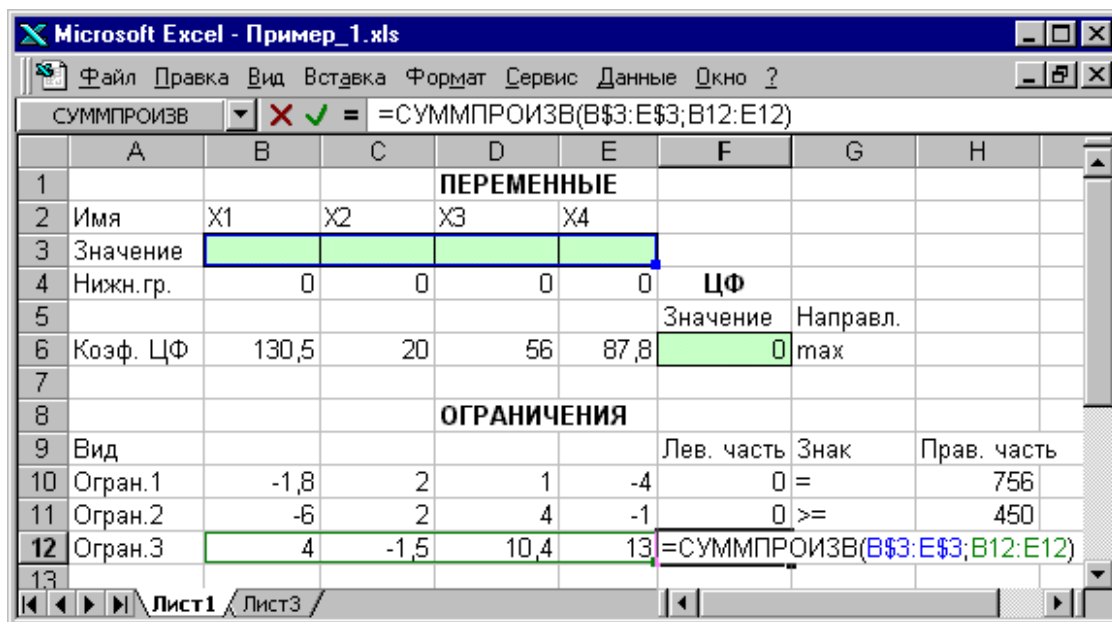 Microsoft Excel - Пример_1.xls
Файл Правка Вид Вставка Формат Сервис Данные Окно ?
СУММПРОИЗВ = =СУММПРОИЗВ(B$3:E$3;B12:E12)
A B C D E F G H
1 ПЕРЕМЕННЫЕ
2 Имя X1 X2 X3 X4
3 Значение
4 Нижн.гр. 0 0 0 0 ЦФ
5 Значение Направл.
6 Коэф. ЦФ 130,5 20 56 87,8 0 max
7
8 ОГРАНИЧЕНИЯ
9 Вид Лев. часть Знак Прав. часть
10 Огран.1 -1,8 2 1 -4 0 = 756
11 Огран.2 -6 2 4 -1 0 >= 450
12 Огран.3 4 -1,5 10,4 13 =СУММПРОИЗВ(B$3:E$3;B12:E12)
13
Лист1 Лист3